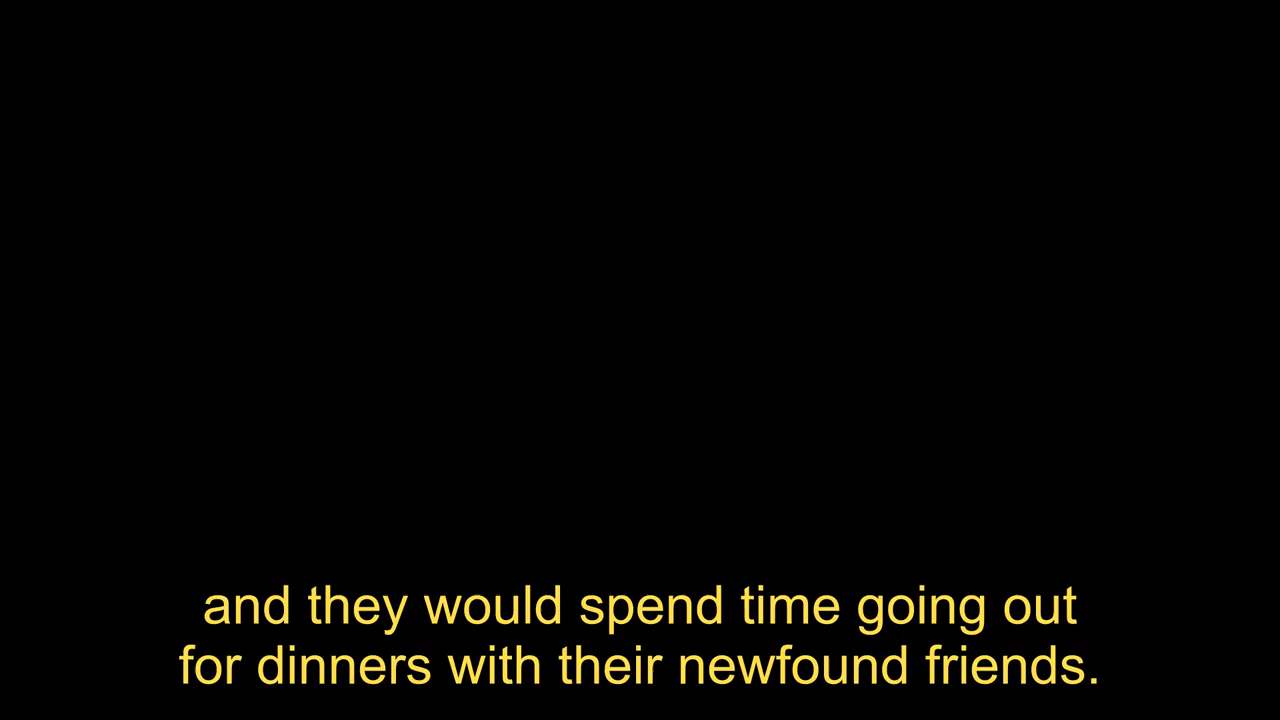 and they would spend time going out
for dinners with their newfound friends.